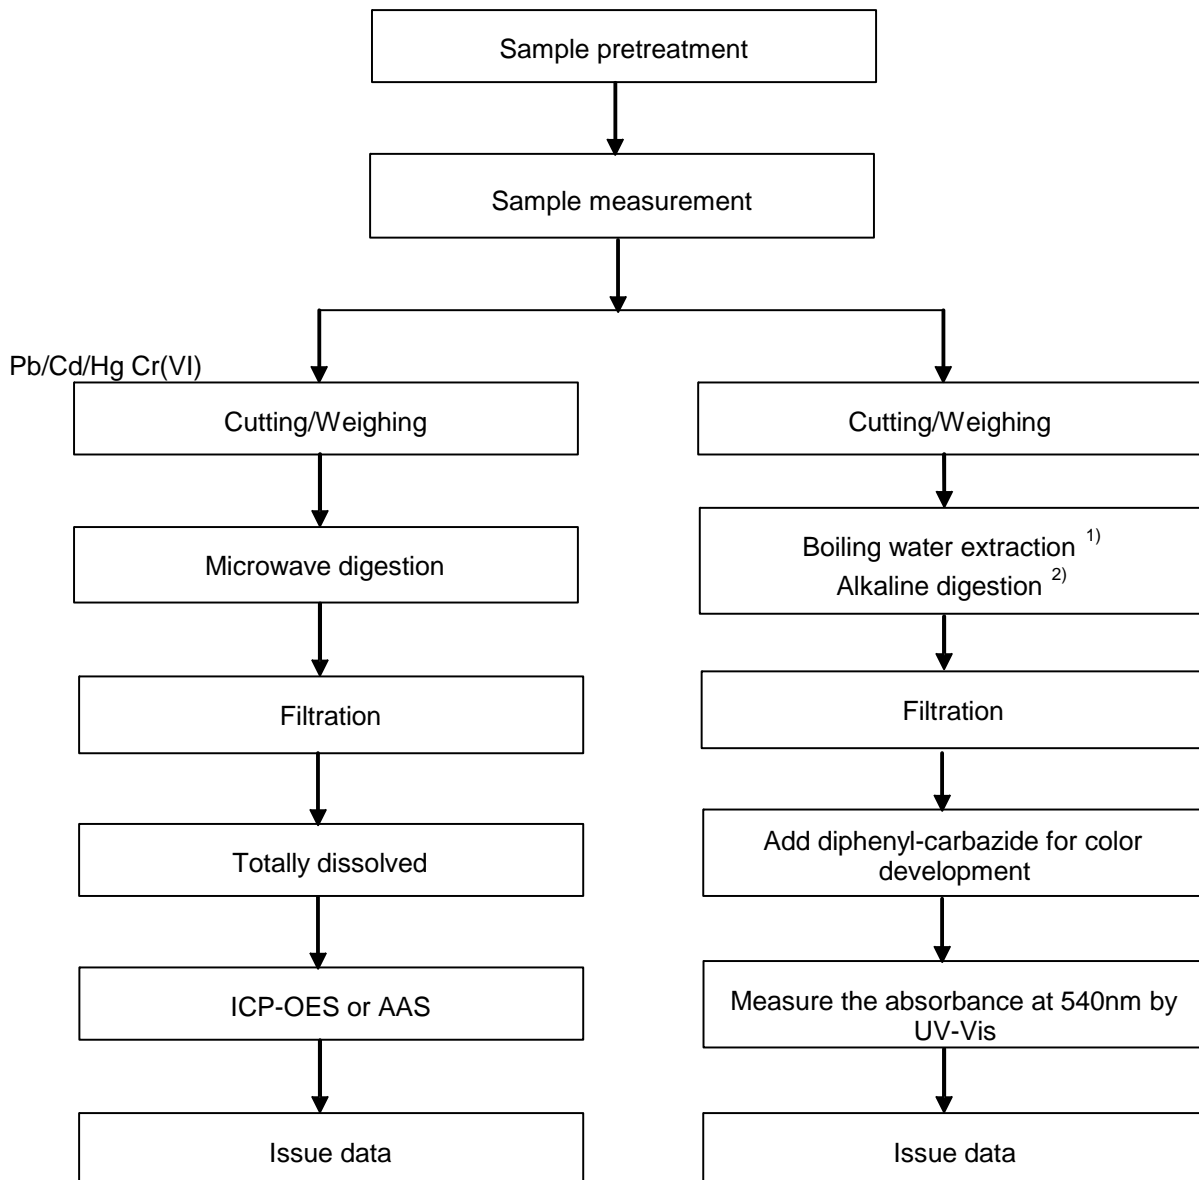 Sample pretreatment
Sample measurement
Pb/Cd/Hg Cr(VI)
Cutting/Weighing
Microwave digestion
Filtration
Totally dissolved
ICP-OES or AAS
Issue data
Cutting/Weighing
Boiling water extraction 1)
Alkaline digestion 2)
Filtration
Add diphenyl-carbazide for color
development
Measure the absorbance at 540nm by
UV-Vis
Issue data